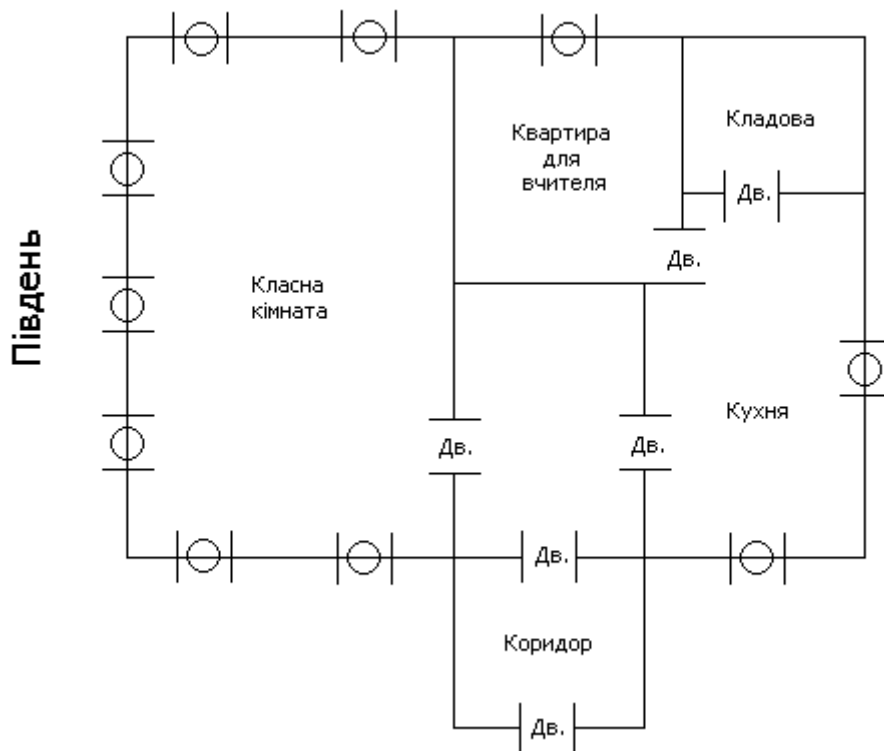 Південь
Класна
кімната
Квартира
для
вчителя
Кладова
Дв.
Дв.
Кухня
Дв.
Дв.
Дв.
Коридор
Дв.